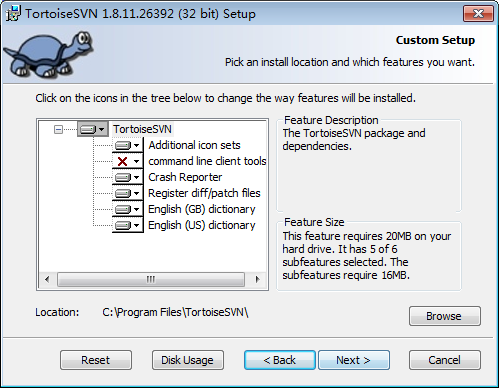 TortoiseSVN 1.8.11.26392 (32 bit) Setup
Custom Setup
Pick an install location and which features you want.
Click on the icons in the tree below to change the way features will be installed.
TortoiseSVN
Additional icon sets
command line client tools
Crash Reporter
Register diff/patch files
English (GB) dictionary
English (US) dictionary
Feature Description
The TortoiseSVN package and
dependencies.
Feature Size
This feature requires 20MB on your
hard drive. It has 5 of 6
subfeatures selected. The
subfeatures require 16MB.
Location: C:\Program Files\TortoiseSVN\
Browse
Reset Disk Usage < Back Next > Cancel